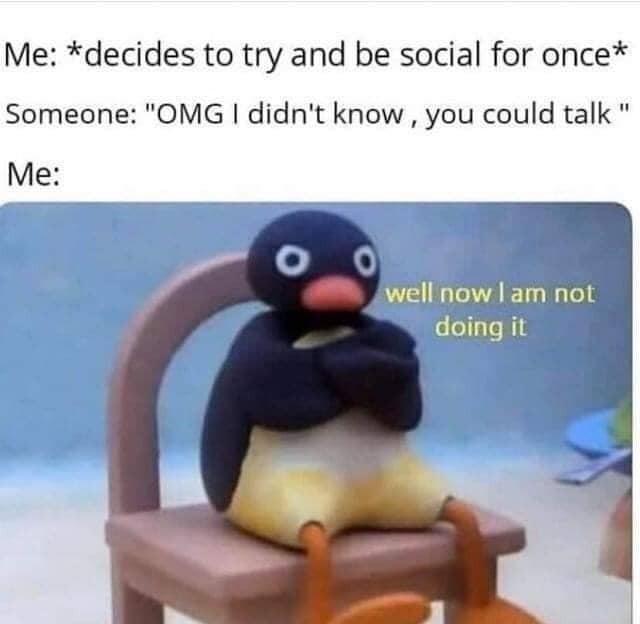 Me: *decides to try and be social for once*
Someone: "OMG I didn't know , you could talk "
Me:
well now I am not
doing it